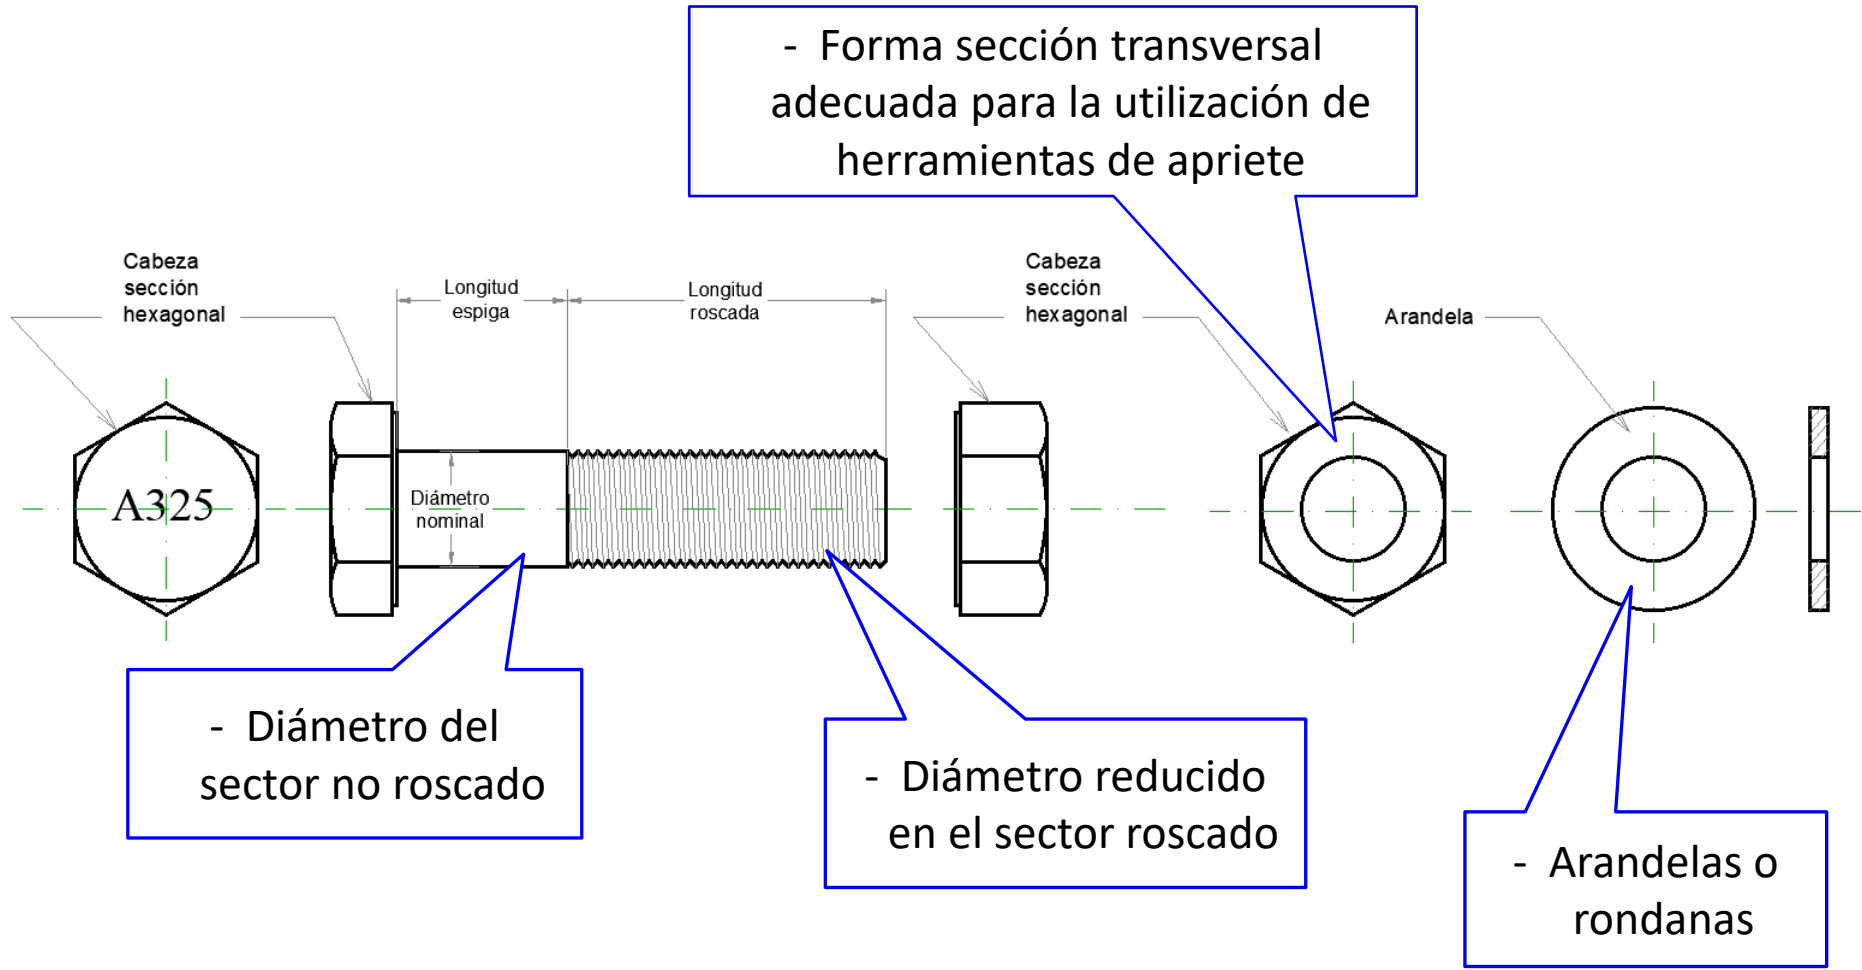 - Forma sección transversal
adecuada para la utilización de
herramientas de apriete
Cabeza
sección
hexagonal
Longitud
espiga
Longitud
roscada
Cabeza
sección
hexagonal
Arandela
A325
Diámetro
nominal
- Diámetro del
sector no roscado
- Diámetro reducido
en el sector roscado
- Arandelas o
rondanas